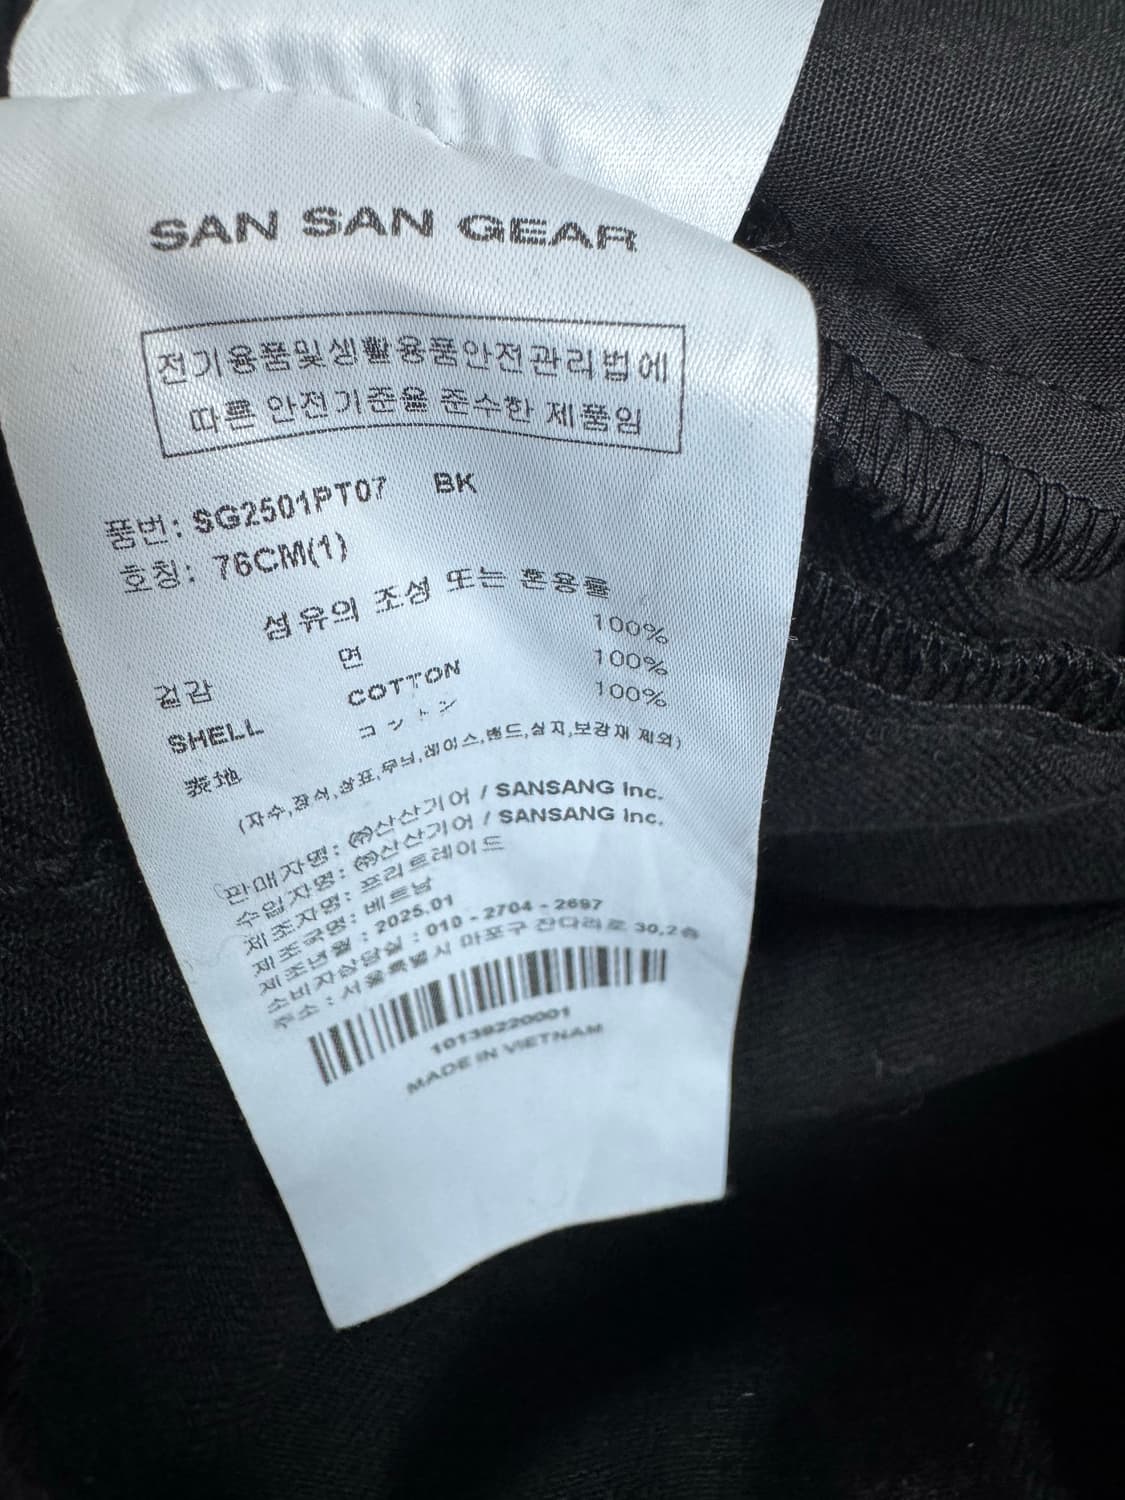 SAN SAN GEAR
전기용품및생활용품안전관리법에
따른 안전기준을 준수한 제품임
품번: SG2501PT07 BK
호칭: 76CM(1)
섬유의 조성 또는 혼용률
겉감 면 100%
SHELL COTTON 100%
表地 コットン 100%
(자수,장식,상표,무늬,레이스,밴드,심지,보강재 제외)
판매자명: ㈜산산기어 / SANSANG Inc.
수입자명: ㈜산산기어 / SANSANG Inc.
제조자명: 프리트레이드
제조국명: 베트남
제조년월 : 2025.01
소비자상담실 : 010 - 2704 - 2697
주소 : 서울특별시 마포구 잔다리로 30,2층
10139220001
MADE IN VIETNAM